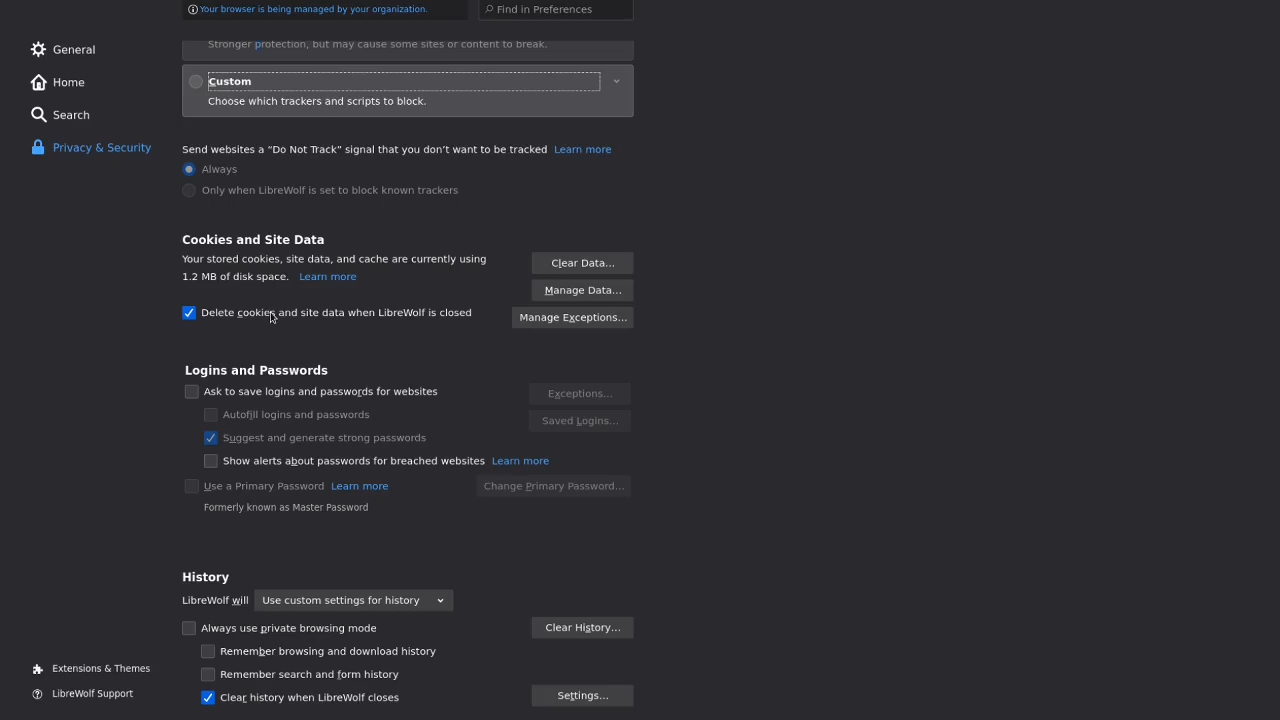 Your browser is being managed by your organization.
Find in Preferences
General
Home
Search
Privacy & Security
Extensions & Themes
LibreWolf Support
Stronger protection, but may cause some sites or content to break.
Custom
Choose which trackers and scripts to block.
Send websites a “Do Not Track” signal that you don’t want to be tracked Learn more
Always
Only when LibreWolf is set to block known trackers
Cookies and Site Data
Your stored cookies, site data, and cache are currently using
1.2 MB of disk space. Learn more
Clear Data…
Manage Data…
Delete cookies and site data when LibreWolf is closed
Manage Exceptions…
Logins and Passwords
Ask to save logins and passwords for websites
Exceptions…
Autofill logins and passwords
Saved Logins…
Suggest and generate strong passwords
Show alerts about passwords for breached websites Learn more
Use a Primary Password Learn more
Change Primary Password…
Formerly known as Master Password
History
LibreWolf will Use custom settings for history
Always use private browsing mode
Clear History…
Remember browsing and download history
Remember search and form history
Clear history when LibreWolf closes
Settings…